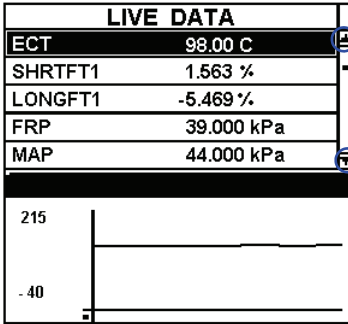 LIVE DATA
ECT 98.00 C
SHRTFT1 1.563 %
LONGFT1 -5.469 %
FRP 39.000 kPa
MAP 44.000 kPa
215
- 40